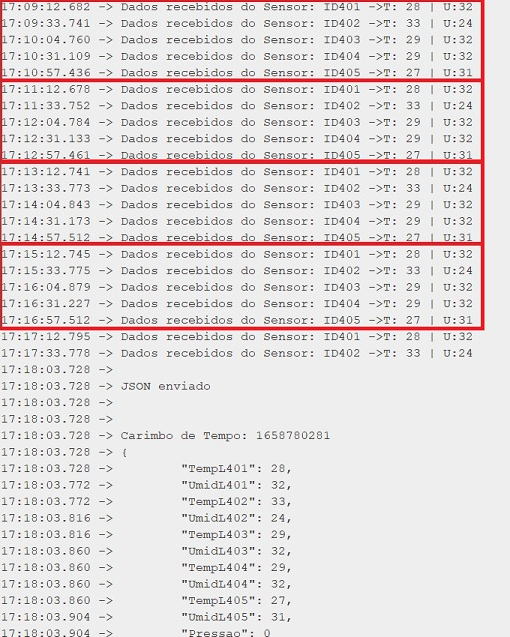 17:09:12.682 -> Dados recebidos do Sensor: ID401 ->T: 28 | U:32
17:09:33.741 -> Dados recebidos do Sensor: ID402 ->T: 33 | U:24
17:10:04.760 -> Dados recebidos do Sensor: ID403 ->T: 29 | U:32
17:10:31.109 -> Dados recebidos do Sensor: ID404 ->T: 29 | U:32
17:10:57.436 -> Dados recebidos do Sensor: ID405 ->T: 27 | U:31
17:11:12.678 -> Dados recebidos do Sensor: ID401 ->T: 28 | U:32
17:11:33.752 -> Dados recebidos do Sensor: ID402 ->T: 33 | U:24
17:12:04.784 -> Dados recebidos do Sensor: ID403 ->T: 29 | U:32
17:12:31.133 -> Dados recebidos do Sensor: ID404 ->T: 29 | U:32
17:12:57.461 -> Dados recebidos do Sensor: ID405 ->T: 27 | U:31
17:13:12.741 -> Dados recebidos do Sensor: ID401 ->T: 28 | U:32
17:13:33.773 -> Dados recebidos do Sensor: ID402 ->T: 33 | U:24
17:14:04.843 -> Dados recebidos do Sensor: ID403 ->T: 29 | U:32
17:14:31.173 -> Dados recebidos do Sensor: ID404 ->T: 29 | U:32
17:14:57.512 -> Dados recebidos do Sensor: ID405 ->T: 27 | U:31
17:15:12.745 -> Dados recebidos do Sensor: ID401 ->T: 28 | U:32
17:15:33.775 -> Dados recebidos do Sensor: ID402 ->T: 33 | U:24
17:16:04.879 -> Dados recebidos do Sensor: ID403 ->T: 29 | U:32
17:16:31.227 -> Dados recebidos do Sensor: ID404 ->T: 29 | U:32
17:16:57.512 -> Dados recebidos do Sensor: ID405 ->T: 27 | U:31
17:17:12.795 -> Dados recebidos do Sensor: ID401 ->T: 28 | U:32
17:17:33.778 -> Dados recebidos do Sensor: ID402 ->T: 33 | U:24
17:18:03.728 ->
17:18:03.728 -> JSON enviado
17:18:03.728 ->
17:18:03.728 ->
17:18:03.728 -> Carimbo de Tempo: 1658780281
17:18:03.728 -> {
17:18:03.728 -> "TempL401": 28,
17:18:03.772 -> "UmidL401": 32,
17:18:03.772 -> "TempL402": 33,
17:18:03.816 -> "UmidL402": 24,
17:18:03.816 -> "TempL403": 29,
17:18:03.860 -> "UmidL403": 32,
17:18:03.860 -> "TempL404": 29,
17:18:03.860 -> "UmidL404": 32,
17:18:03.860 -> "TempL405": 27,
17:18:03.904 -> "UmidL405": 31,
17:18:03.904 -> "Pressao": 0